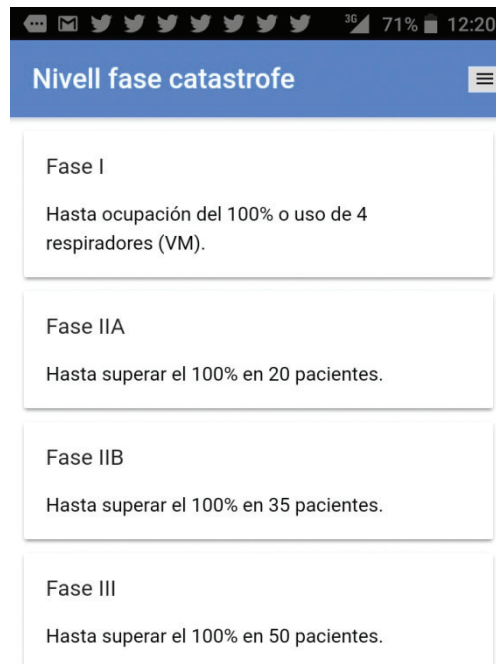 3G 71% 12:20
Nivell fase catastrofe
Fase I
Hasta ocupación del 100% o uso de 4
respiradores (VM).
Fase IIA
Hasta superar el 100% en 20 pacientes.
Fase IIB
Hasta superar el 100% en 35 pacientes.
Fase III
Hasta superar el 100% en 50 pacientes.